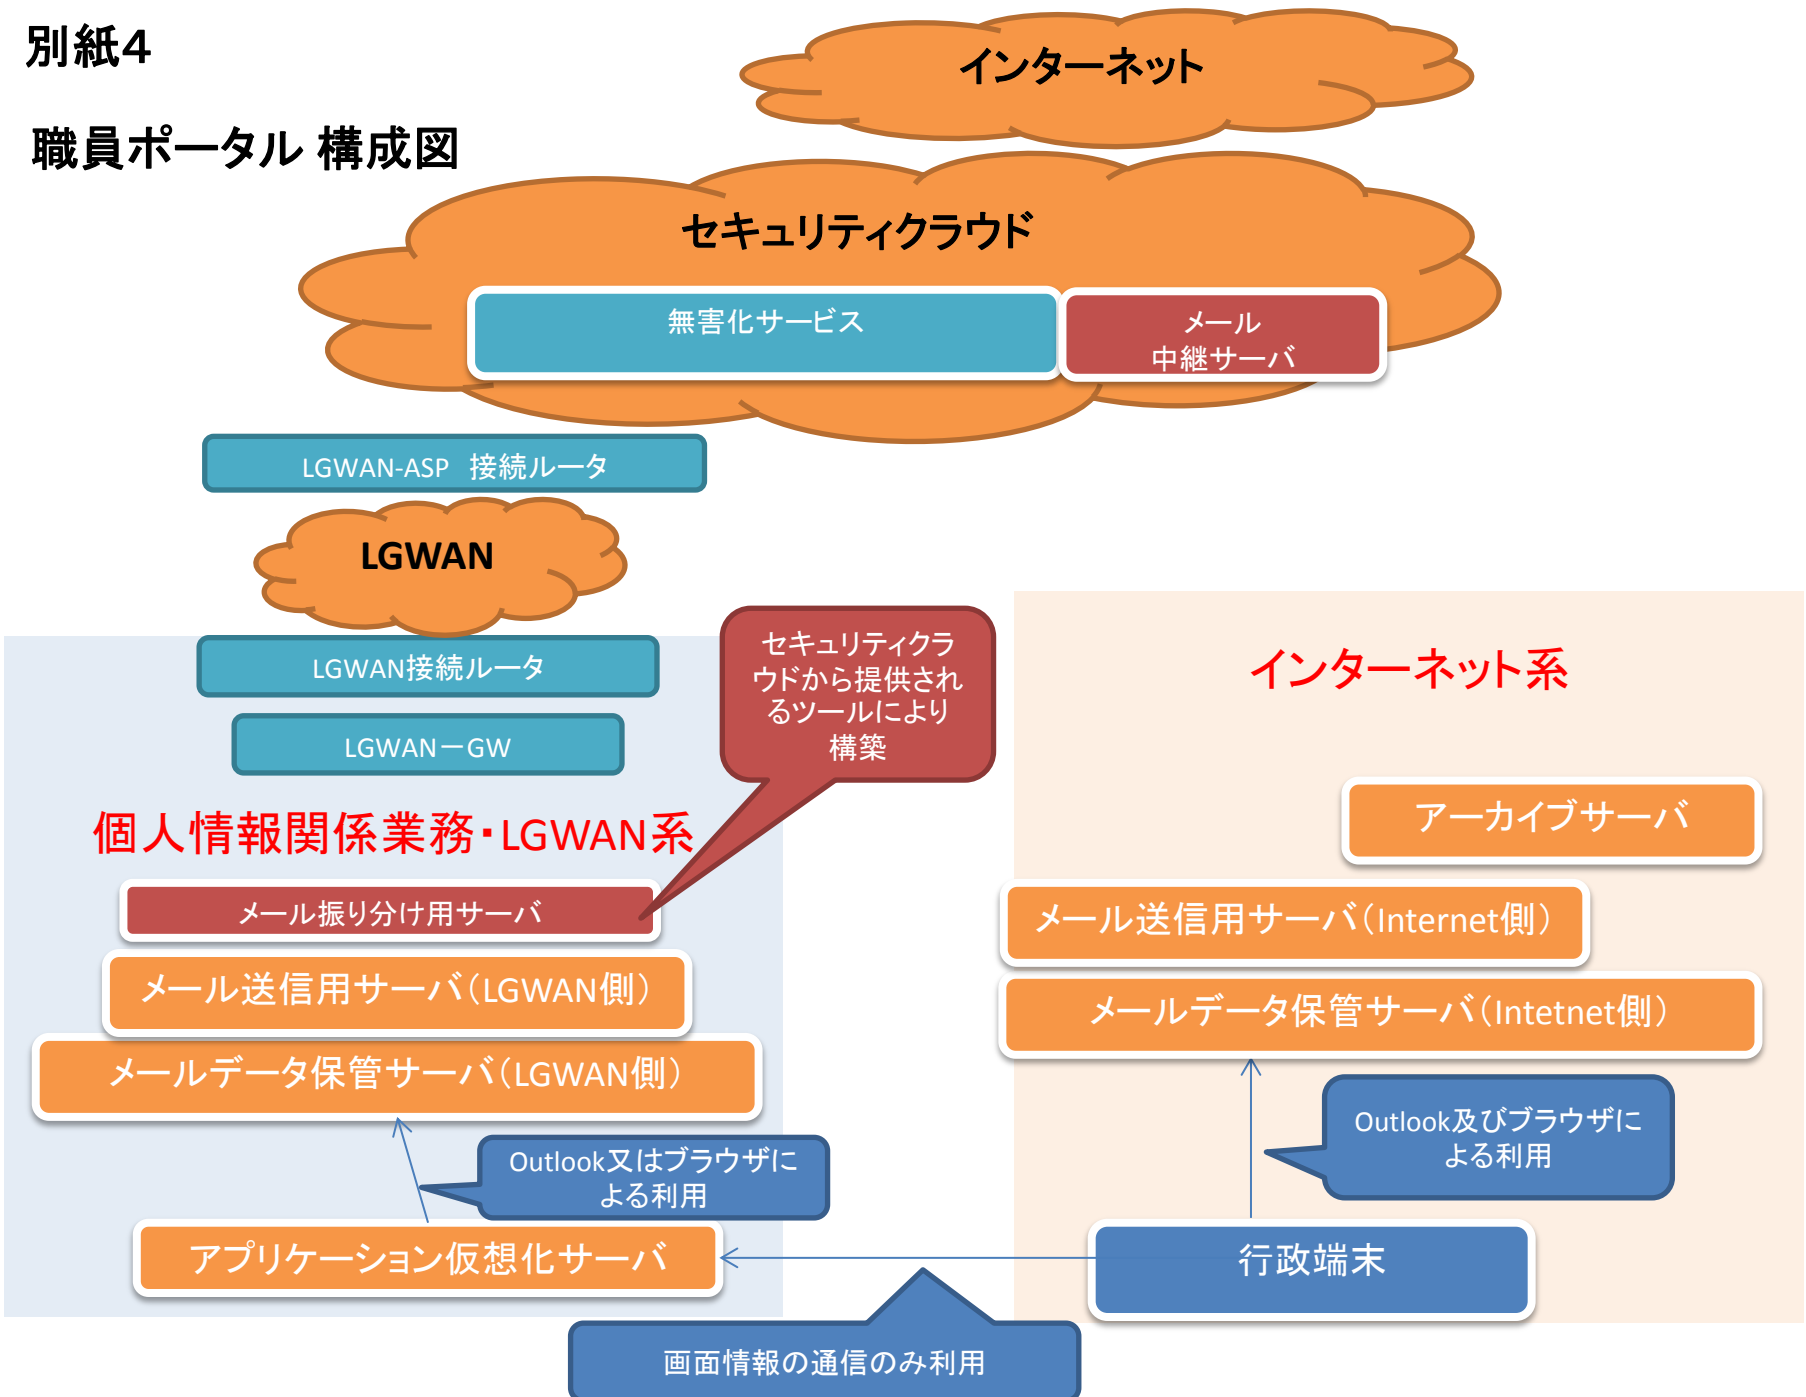 別紙4
職員ポータル 構成図
インターネット
セキュリティクラウド
無害化サービス
メール
中継サーバ
LGWAN-ASP 接続ルータ
LGWAN
LGWAN接続ルータ
LGWAN－GW
セキュリティクラ
ウドから提供され
るツールにより
構築
個人情報関係業務・LGWAN系
メール振り分け用サーバ
メール送信用サーバ（LGWAN側）
メールデータ保管サーバ（LGWAN側）
Outlook又はブラウザに
よる利用
アプリケーション仮想化サーバ
インターネット系
アーカイブサーバ
メール送信用サーバ（Internet側）
メールデータ保管サーバ（Intetnet側）
Outlook及びブラウザに
よる利用
行政端末
画面情報の通信のみ利用